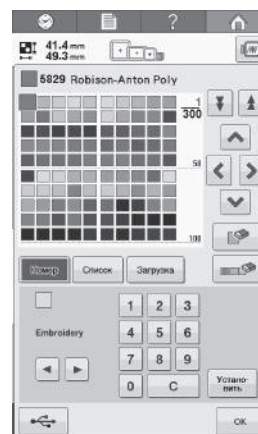 ?
41.4 mm
49.3 mm
5829 Robison-Anton Poly
1
300
50
100
Номер
Список
Загрузка
1 2 3
Embroidery
4 5 6
7 8 9
0 C
Устано-
вить
OK